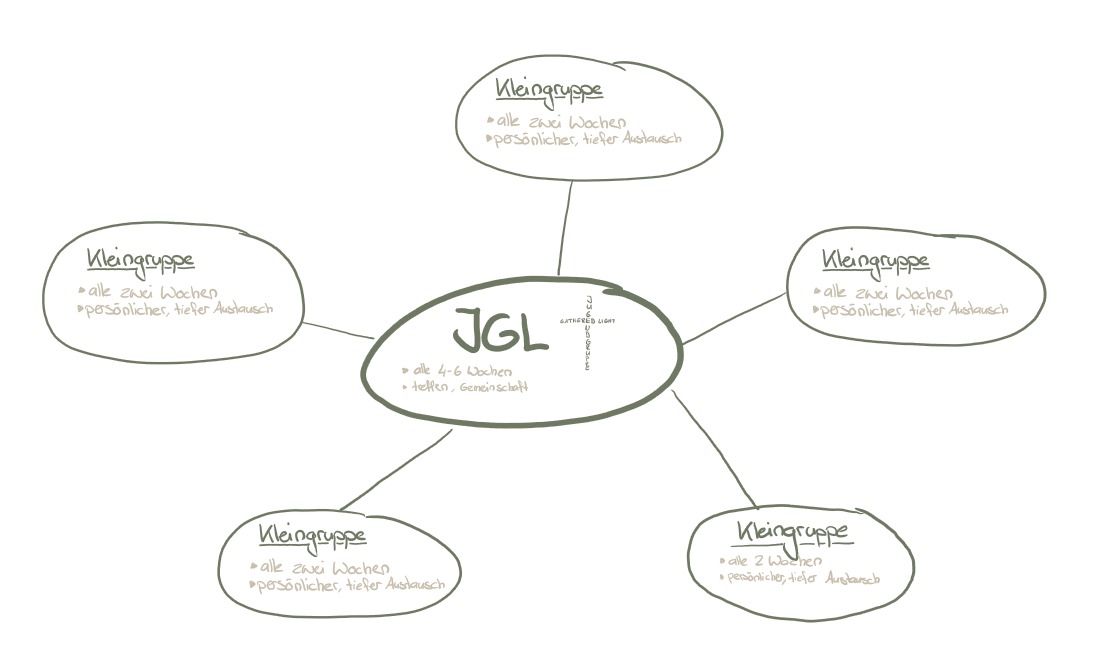 Kleingruppe
alle zwei Wochen
persönlicher, tiefer Austausch
Kleingruppe
alle zwei Wochen
persönlicher, tiefer Austausch
Kleingruppe
alle zwei Wochen
persönlicher, tiefer Austausch
JGL
JUGENDGRUPPE
GATHERED LIGHT
alle 4-6 Wochen
treffen, Gemeinschaft
Kleingruppe
alle zwei Wochen
persönlicher, tiefer Austausch
Kleingruppe
alle 2 Wochen
persönlicher, tiefer Austausch